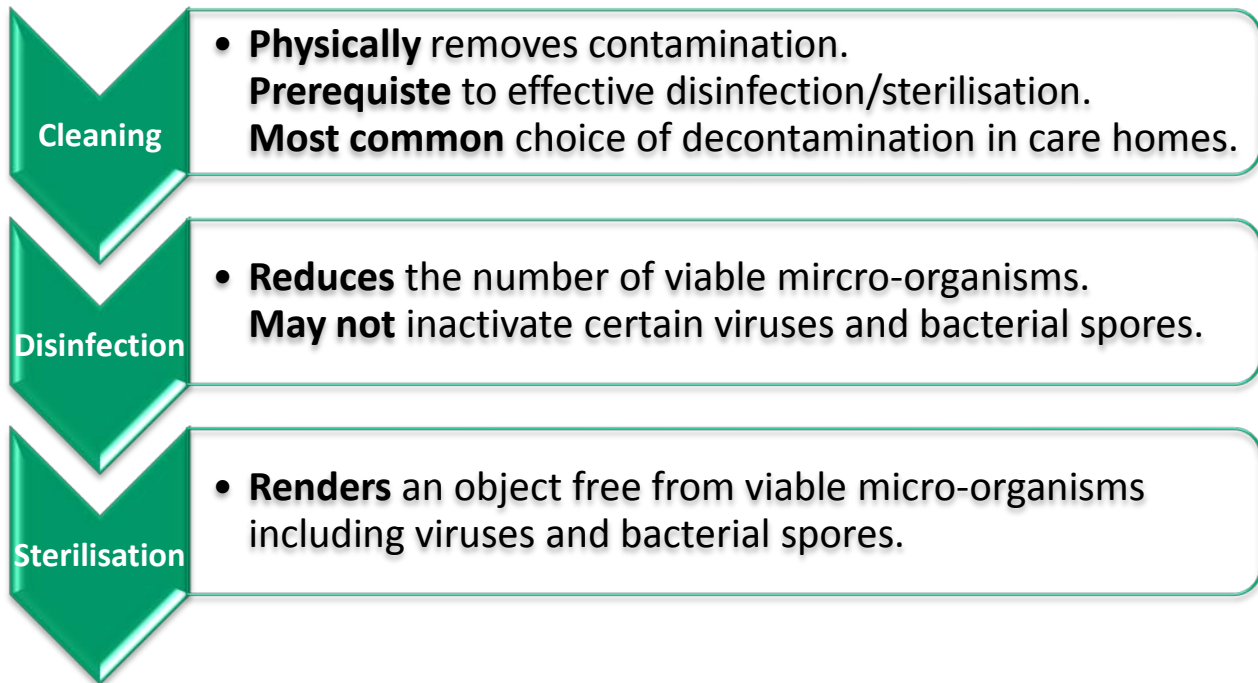 Cleaning
• Physically removes contamination.
Prerequiste to effective disinfection/sterilisation.
Most common choice of decontamination in care homes.
Disinfection
• Reduces the number of viable mircro-organisms.
May not inactivate certain viruses and bacterial spores.
Sterilisation
• Renders an object free from viable micro-organisms
including viruses and bacterial spores.